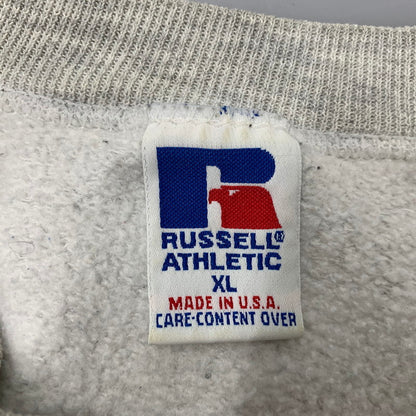 R
RUSSELL®
ATHLETIC
XL
MADE IN U.S.A.
CARE-CONTENT OVER